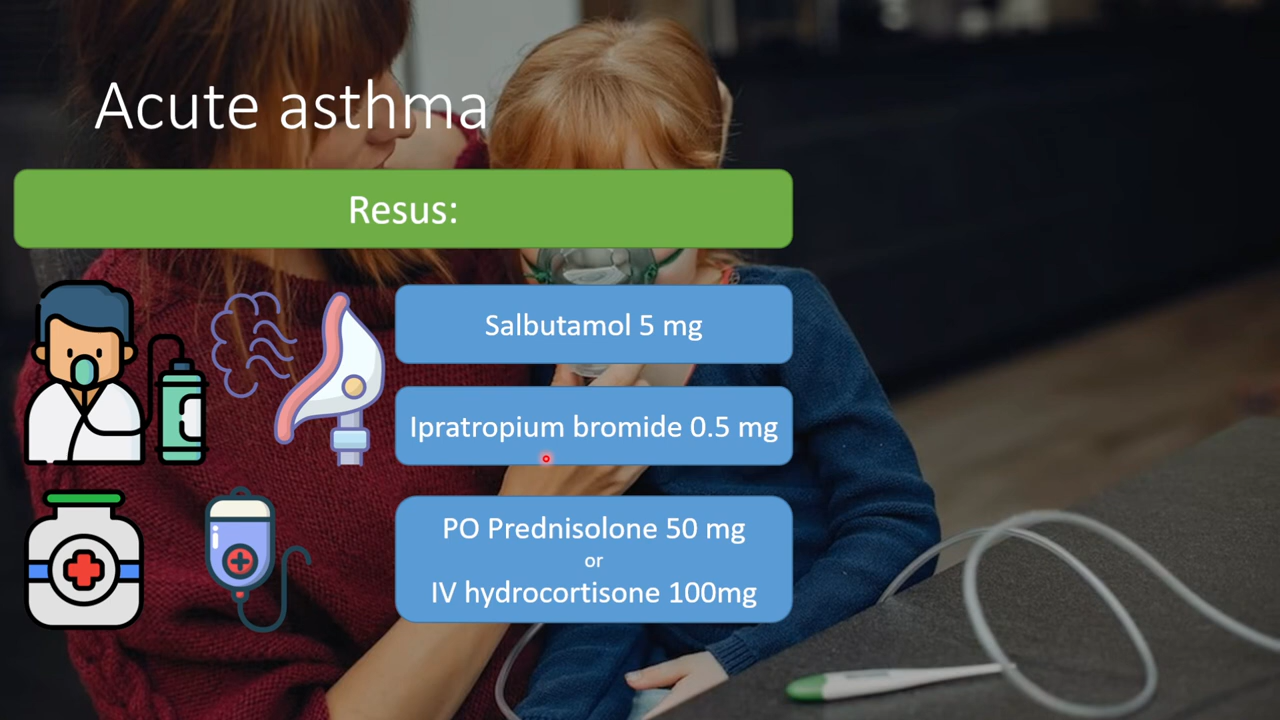 Acute asthma
Resus:
Salbutamol 5 mg
Ipratropium bromide 0.5 mg
PO Prednisolone 50 mg
or
IV hydrocortisone 100mg